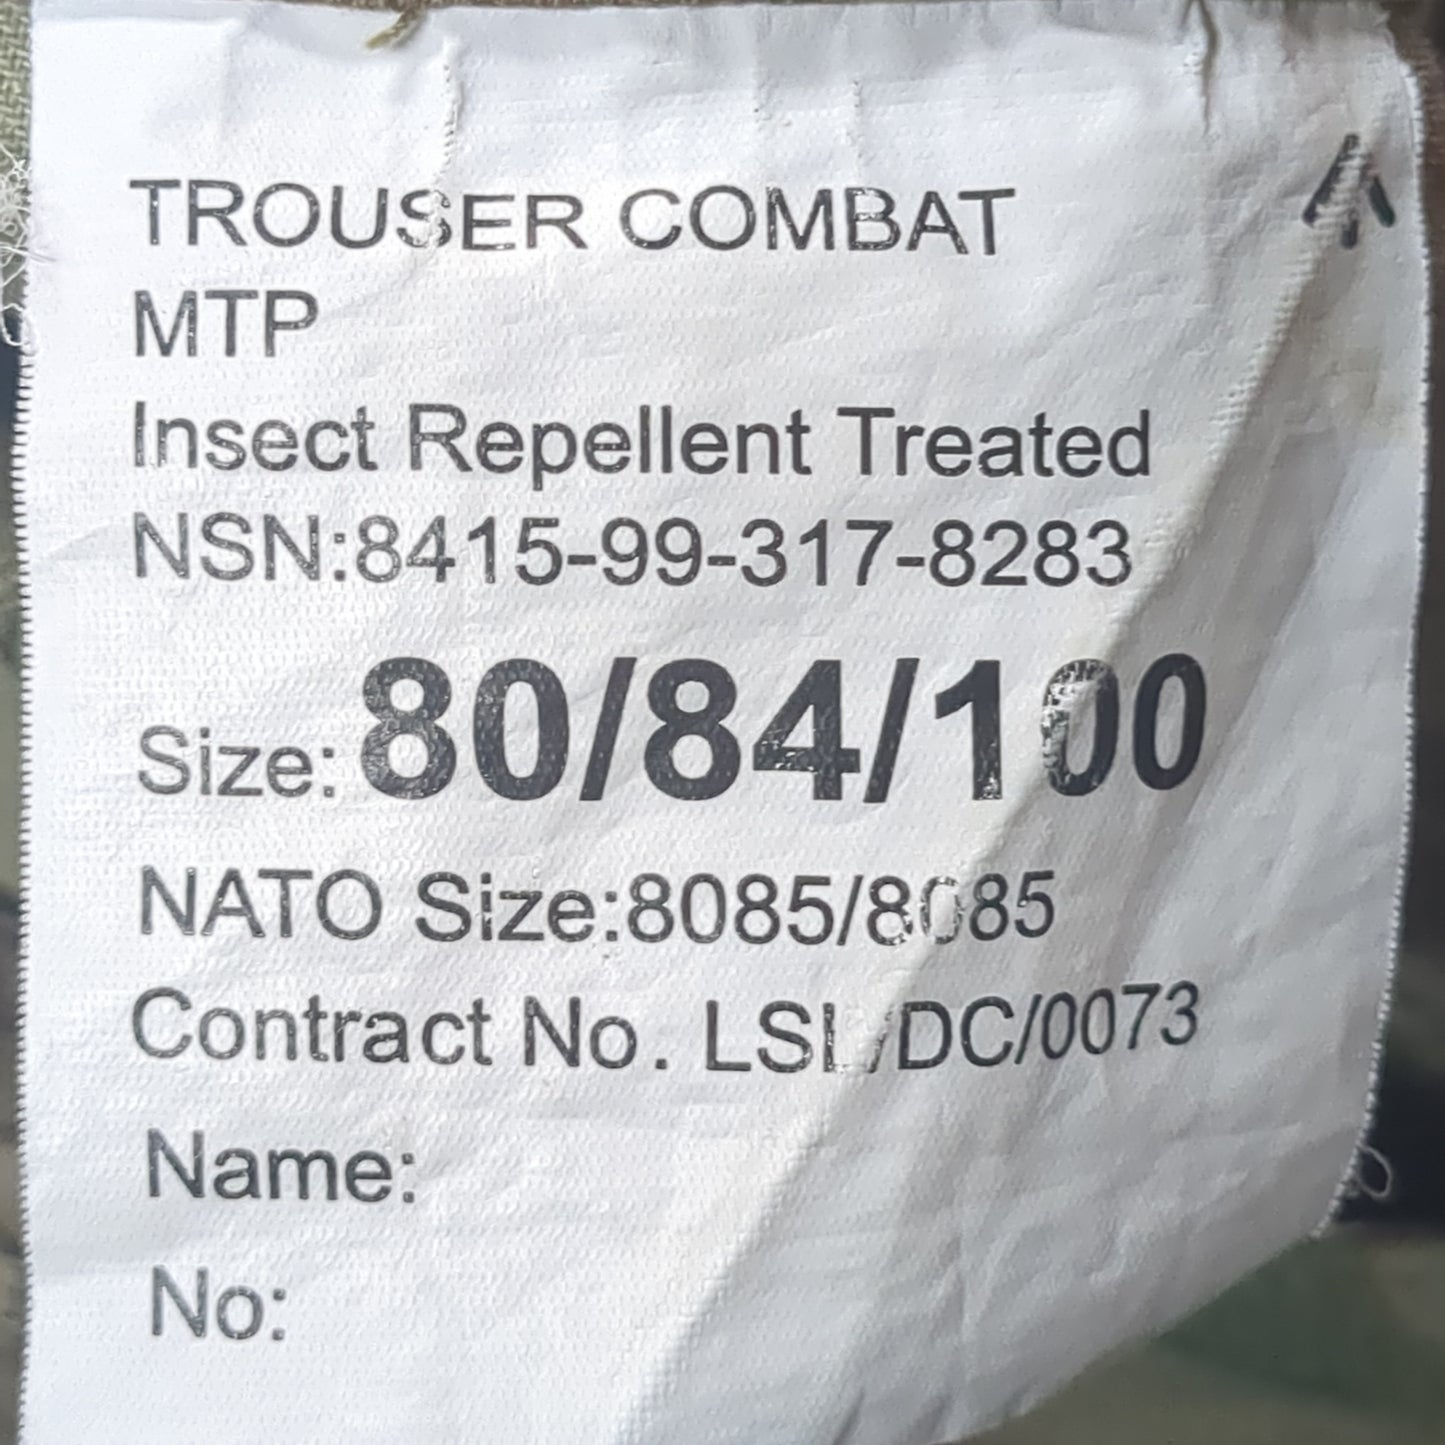 TROUSER COMBAT
MTP
Insect Repellent Treated
NSN:8415-99-317-8283
Size: 80/84/100
NATO Size:8085/8085
Contract No. LSL/DC/0073
Name:
No: